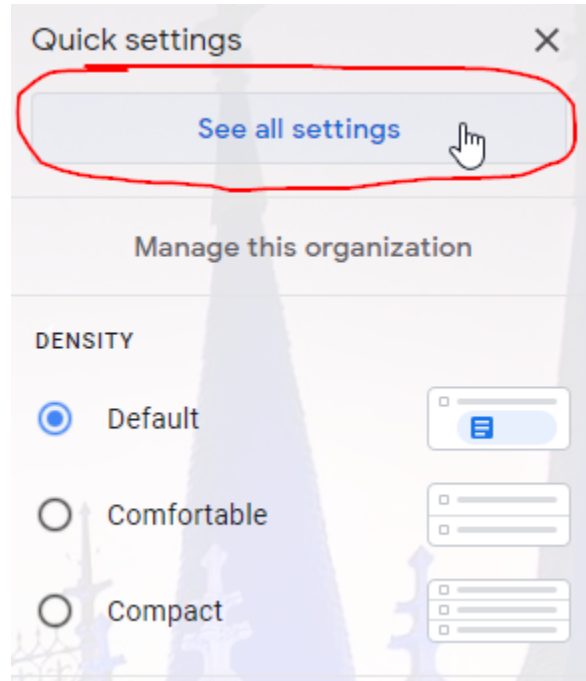 Quick settings
See all settings
Manage this organization
DENSITY
Default
Comfortable
Compact